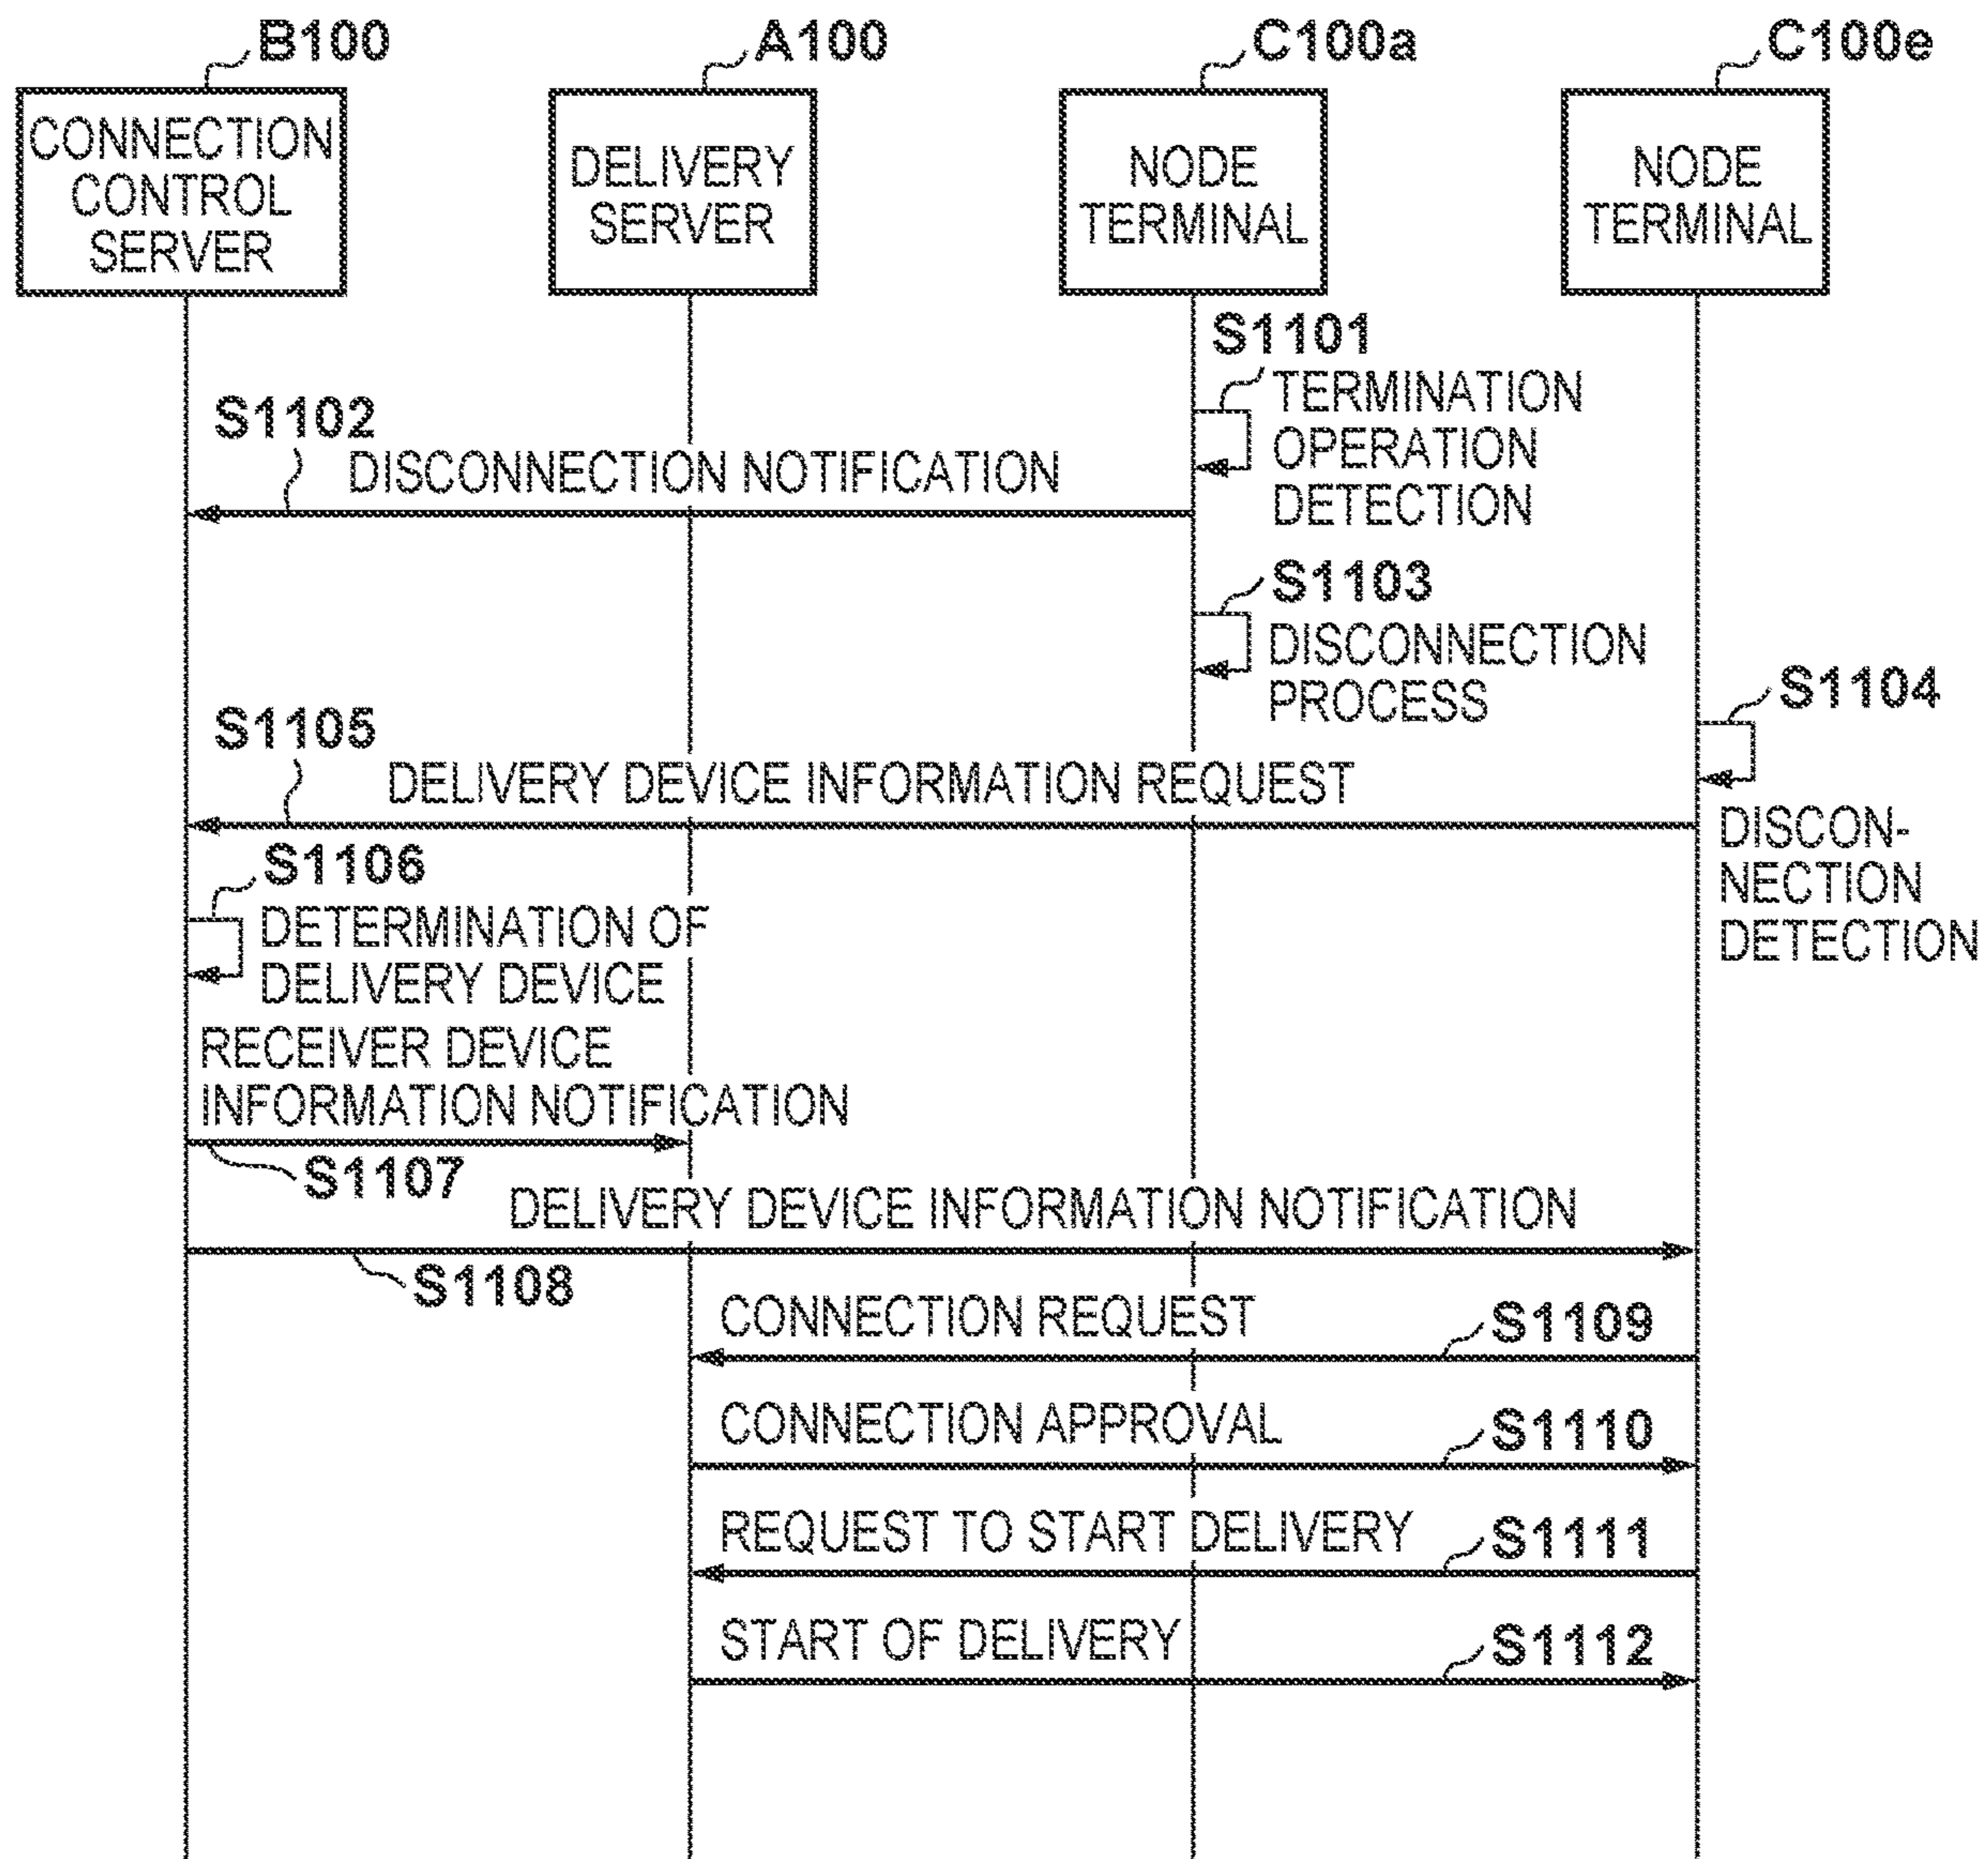 B100
A100
C100a
C100e
CONNECTION
CONTROL
SERVER
DELIVERY
SERVER
NODE
TERMINAL
NODE
TERMINAL
S1101
TERMINATION
OPERATION
DETECTION
S1102
DISCONNECTION NOTIFICATION
S1103
DISCONNECTION
PROCESS
S1104
DISCON-
NECTION
DETECTION
S1105
DELIVERY DEVICE INFORMATION REQUEST
S1106
DETERMINATION OF
DELIVERY DEVICE
RECEIVER DEVICE
INFORMATION NOTIFICATION
S1107
DELIVERY DEVICE INFORMATION NOTIFICATION
S1108
CONNECTION REQUEST
S1109
CONNECTION APPROVAL
S1110
REQUEST TO START DELIVERY
S1111
START OF DELIVERY
S1112